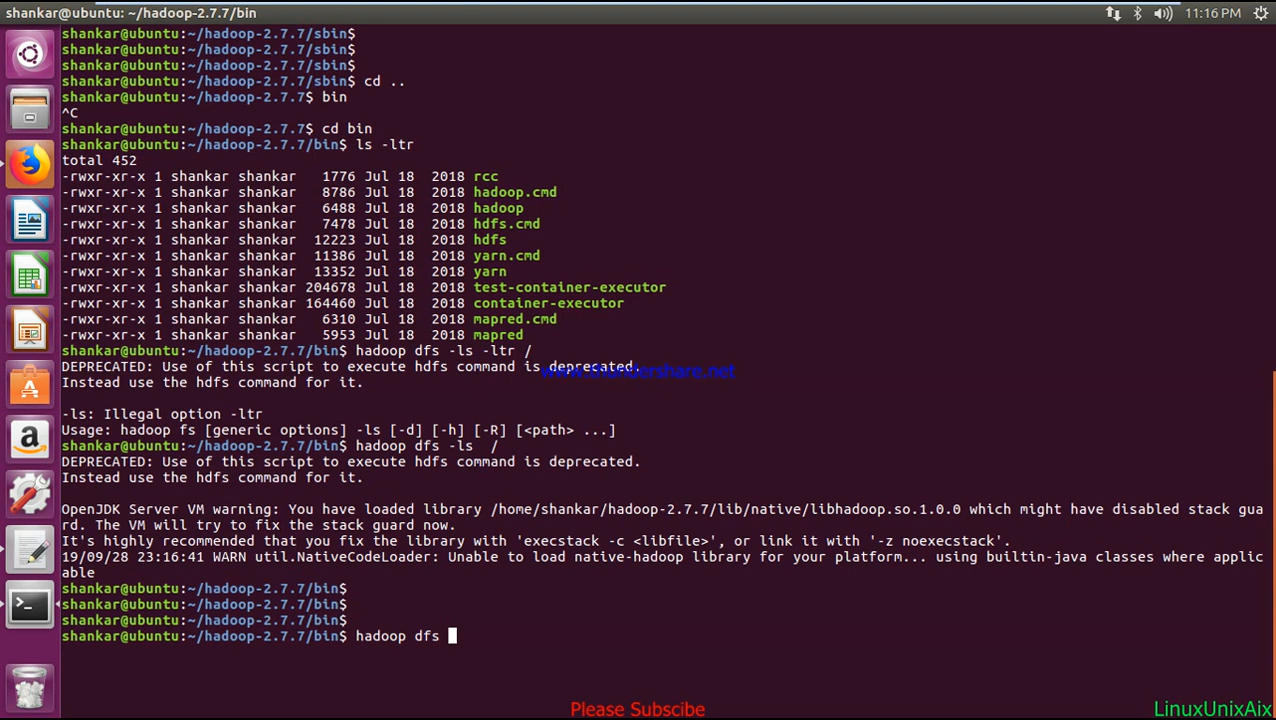 shankar@ubuntu: ~/hadoop-2.7.7/bin
11:16 PM
shankar@ubuntu:~/hadoop-2.7.7/sbin$
shankar@ubuntu:~/hadoop-2.7.7/sbin$
shankar@ubuntu:~/hadoop-2.7.7/sbin$
shankar@ubuntu:~/hadoop-2.7.7/sbin$ cd ..
shankar@ubuntu:~/hadoop-2.7.7$ bin
^C
shankar@ubuntu:~/hadoop-2.7.7$ cd bin
shankar@ubuntu:~/hadoop-2.7.7/bin$ ls -ltr
total 452
-rwxr-xr-x 1 shankar shankar   1776 Jul 18  2018 rcc
-rwxr-xr-x 1 shankar shankar   8786 Jul 18  2018 hadoop.cmd
-rwxr-xr-x 1 shankar shankar   6488 Jul 18  2018 hadoop
-rwxr-xr-x 1 shankar shankar   7478 Jul 18  2018 hdfs.cmd
-rwxr-xr-x 1 shankar shankar  12223 Jul 18  2018 hdfs
-rwxr-xr-x 1 shankar shankar  11386 Jul 18  2018 yarn.cmd
-rwxr-xr-x 1 shankar shankar  13352 Jul 18  2018 yarn
-rwxr-xr-x 1 shankar shankar 204678 Jul 18  2018 test-container-executor
-rwxr-xr-x 1 shankar shankar 164460 Jul 18  2018 container-executor
-rwxr-xr-x 1 shankar shankar   6310 Jul 18  2018 mapred.cmd
-rwxr-xr-x 1 shankar shankar   5953 Jul 18  2018 mapred
shankar@ubuntu:~/hadoop-2.7.7/bin$ hadoop dfs -ls -ltr /
DEPRECATED: Use of this script to execute hdfs command is deprecated.
www.thundershare.net
Instead use the hdfs command for it.
-ls: Illegal option -ltr
Usage: hadoop fs [generic options] -ls [-d] [-h] [-R] [<path> ...]
shankar@ubuntu:~/hadoop-2.7.7/bin$ hadoop dfs -ls  /
DEPRECATED: Use of this script to execute hdfs command is deprecated.
Instead use the hdfs command for it.
OpenJDK Server VM warning: You have loaded library /home/shankar/hadoop-2.7.7/lib/native/libhadoop.so.1.0.0 which might have disabled stack gua
rd. The VM will try to fix the stack guard now.
It's highly recommended that you fix the library with 'execstack -c <libfile>', or link it with '-z noexecstack'.
19/09/28 23:16:41 WARN util.NativeCodeLoader: Unable to load native-hadoop library for your platform... using builtin-java classes where applic
able
shankar@ubuntu:~/hadoop-2.7.7/bin$
shankar@ubuntu:~/hadoop-2.7.7/bin$
shankar@ubuntu:~/hadoop-2.7.7/bin$
shankar@ubuntu:~/hadoop-2.7.7/bin$ hadoop dfs
Please Subscibe
LinuxUnixAix